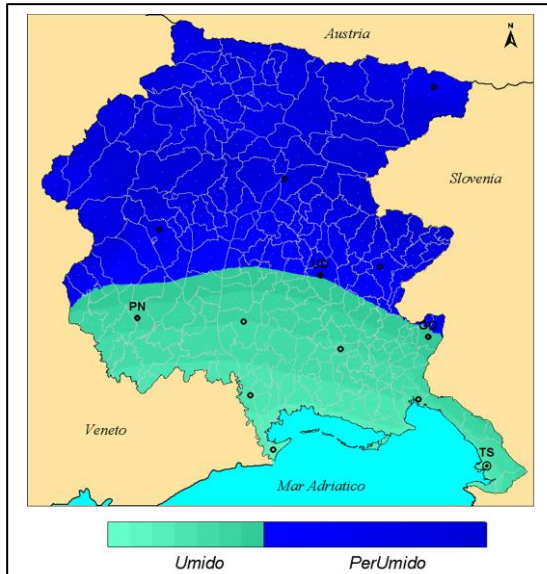 Austria
N
Slovenia
UD
PN
GO
Veneto
TS
Mar Adriatico
Umido PerUmido